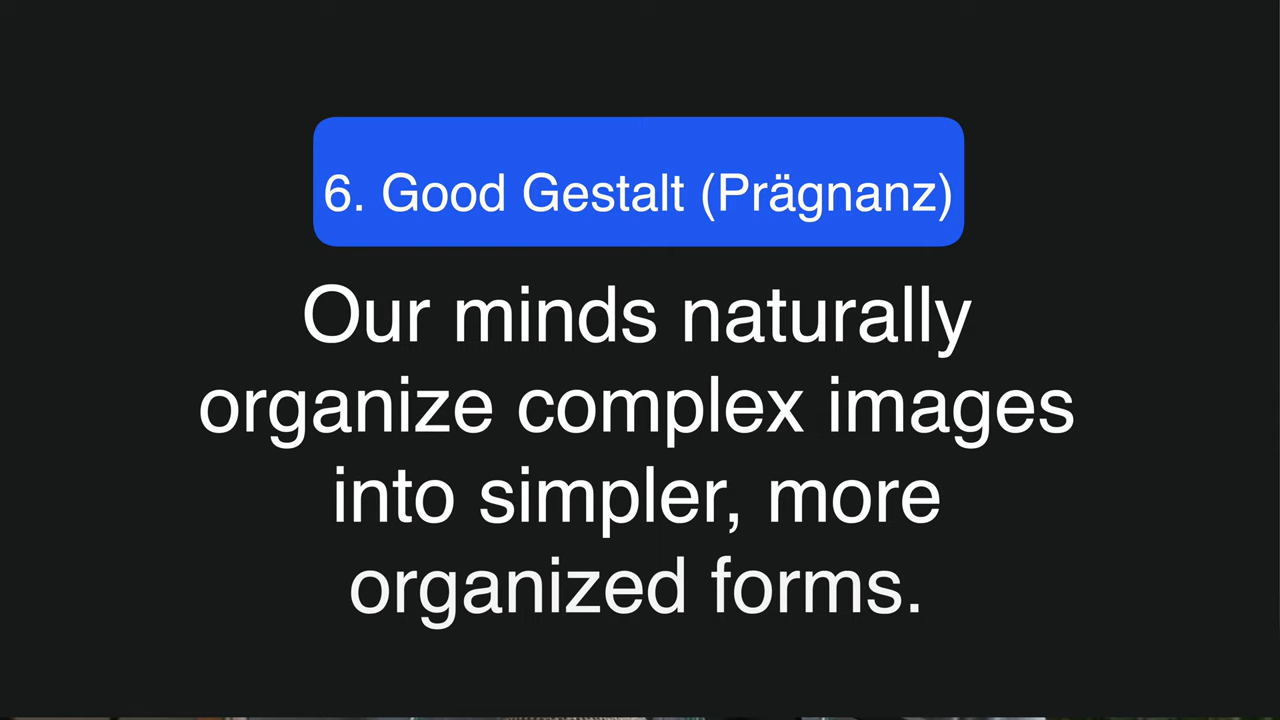 6. Good Gestalt (Prägnanz)
Our minds naturally
organize complex images
into simpler, more
organized forms.